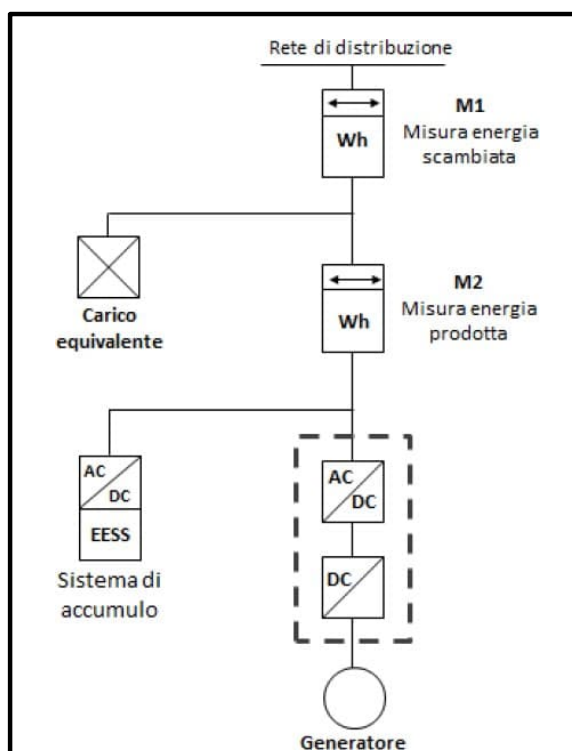 Rete di distribuzione
Wh
M1
Misura energia
scambiata
Carico
equivalente
Wh
M2
Misura energia
prodotta
AC
DC
EESS
Sistema di
accumulo
AC
DC
DC
Generatore